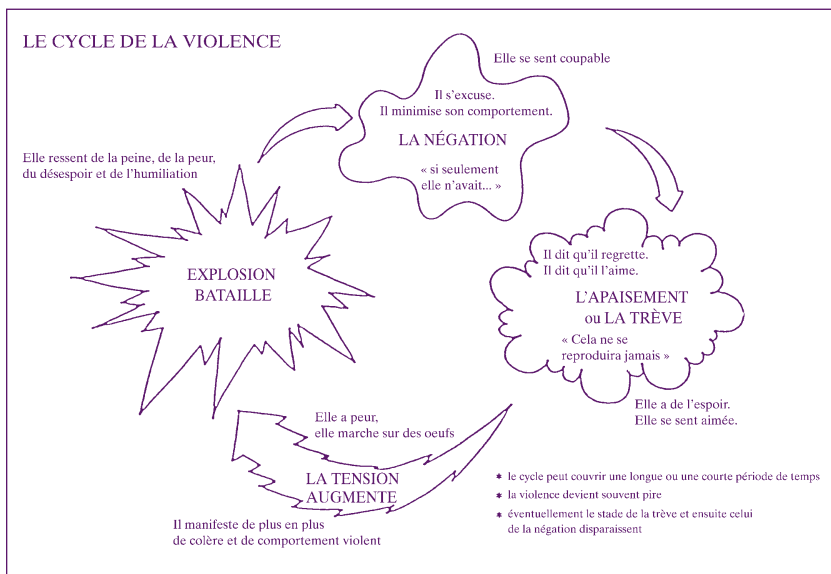 LE CYCLE DE LA VIOLENCE
Elle se sent coupable
Il s'excuse.
Il minimise son comportement.
LA NÉGATION
« si seulement
elle n'avait... »
Elle ressent de la peine, de la peur,
du désespoir et de l'humiliation
EXPLOSION
BATAILLE
Il dit qu'il regrette.
Il dit qu'il l'aime.
L'APAISEMENT
ou LA TRÈVE
« Cela ne se
reproduira jamais »
Elle a de l'espoir.
Elle se sent aimée.
Elle a peur,
elle marche sur des oeufs
LA TENSION
AUGMENTE
Il manifeste de plus en plus
de colère et de comportement violent
* le cycle peut couvrir une longue ou une courte période de temps
* la violence devient souvent pire
* éventuellement le stade de la trêve et ensuite celui
de la négation disparaissent